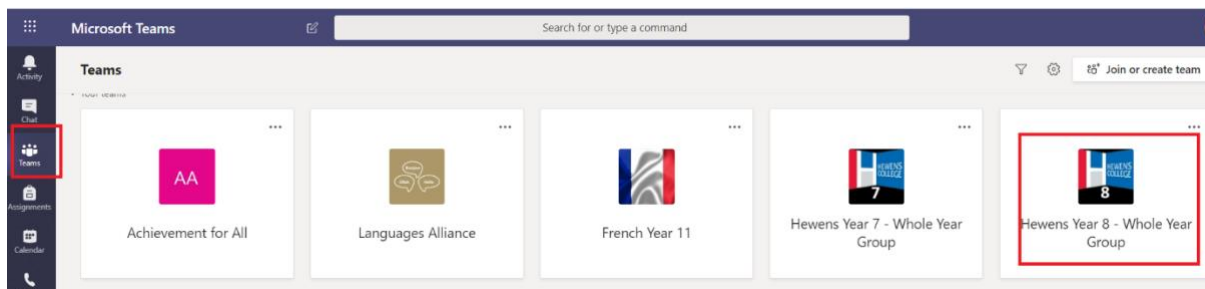 Microsoft Teams
Search for or type a command
Activity
Chat
Teams
Assignments
Calendar
Teams
Join or create team
Your teams
AA
Achievement for All
Languages Alliance
French Year 11
HEWENS
COLLEGE
7
Hewens Year 7 - Whole Year
Group
HEWENS
COLLEGE
8
Hewens Year 8 - Whole Year
Group